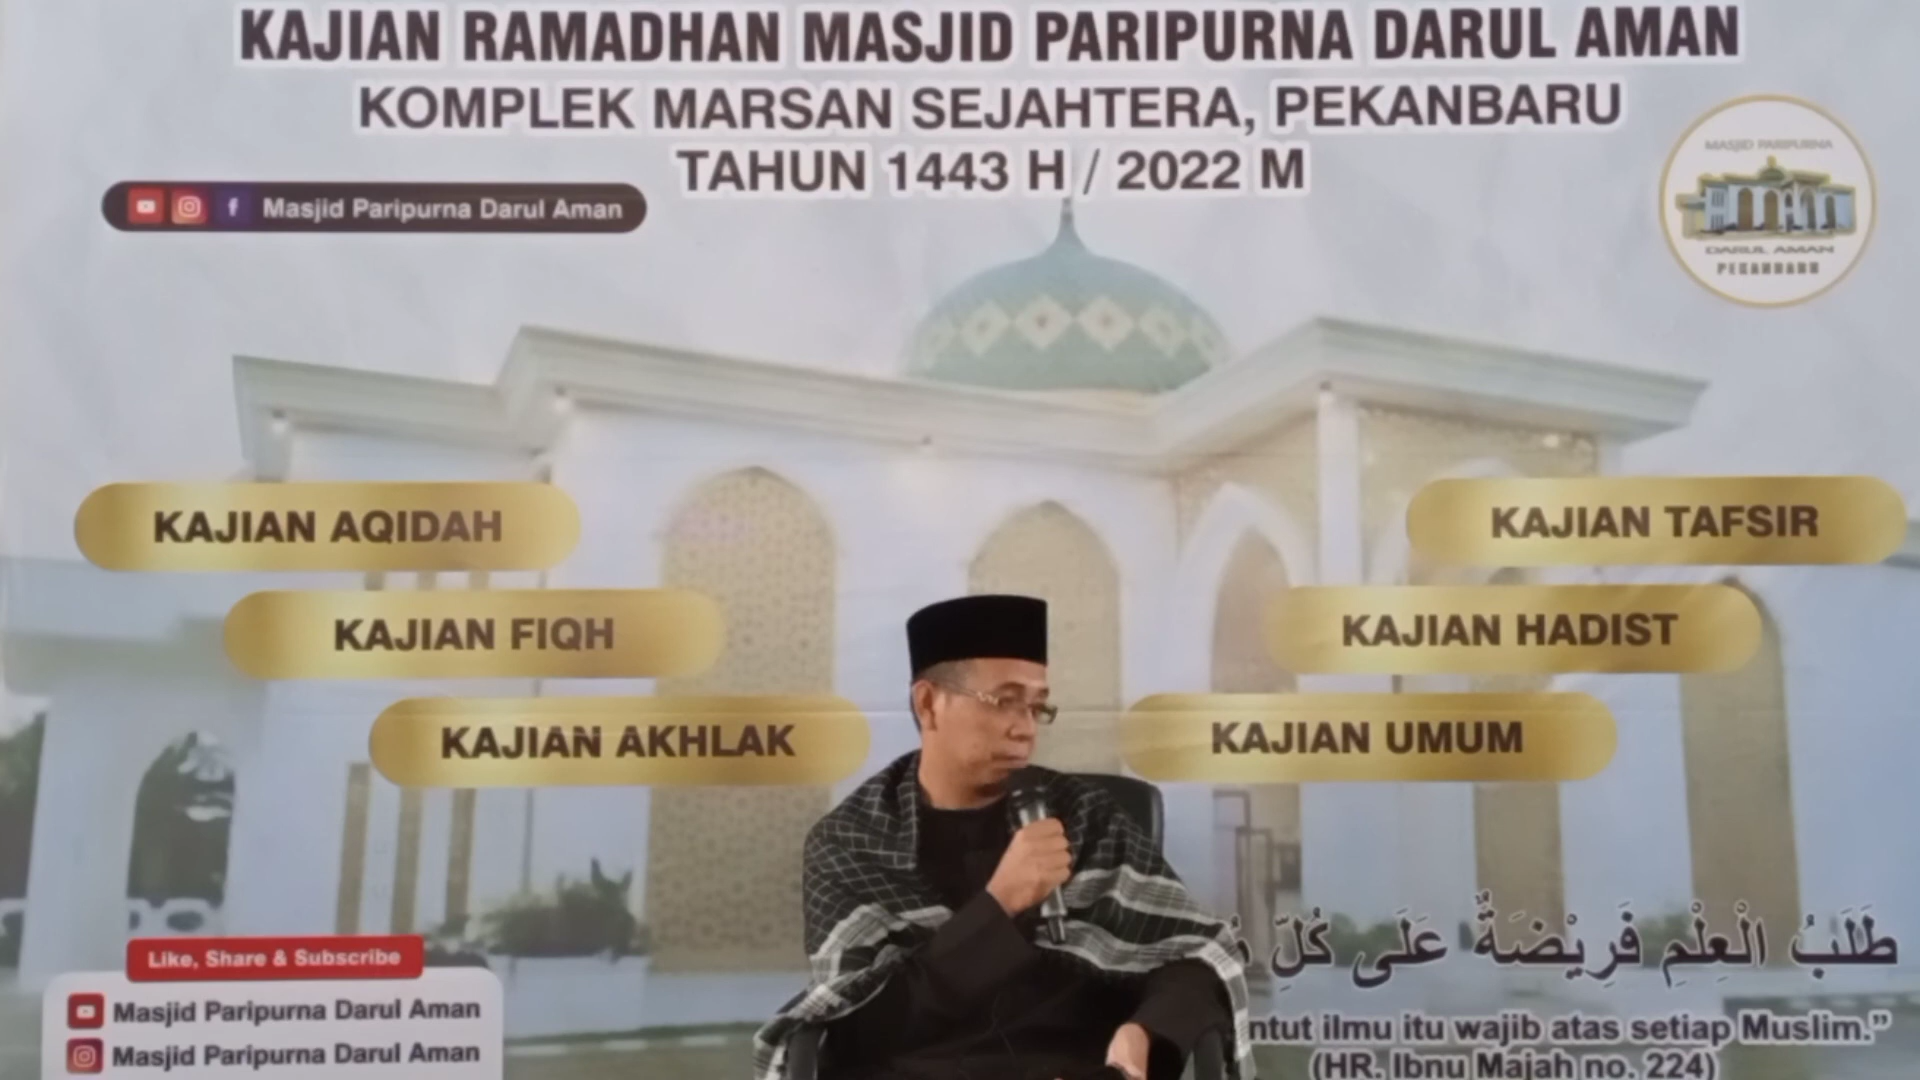 KAJIAN RAMADHAN MASJID PARIPURNA DARUL AMAN
KOMPLEK MARSAN SEJAHTERA, PEKANBARU
TAHUN 1443 H / 2022 M
Masjid Paripurna Darul Aman
MASJID PARIPURNA
DARUL AMAN
PEKANBARU
KAJIAN AQIDAH
KAJIAN TAFSIR
KAJIAN FIQH
KAJIAN HADIST
KAJIAN AKHLAK
KAJIAN UMUM
طَلَبُ الْعِلْمِ فَرِيْضَةٌ عَلَى كُلِّ
Like, Share & Subscribe
Masjid Paripurna Darul Aman
Masjid Paripurna Darul Aman
ilmu itu wajib atas setiap Muslim.”
(HR. Ibnu Majah no. 224)